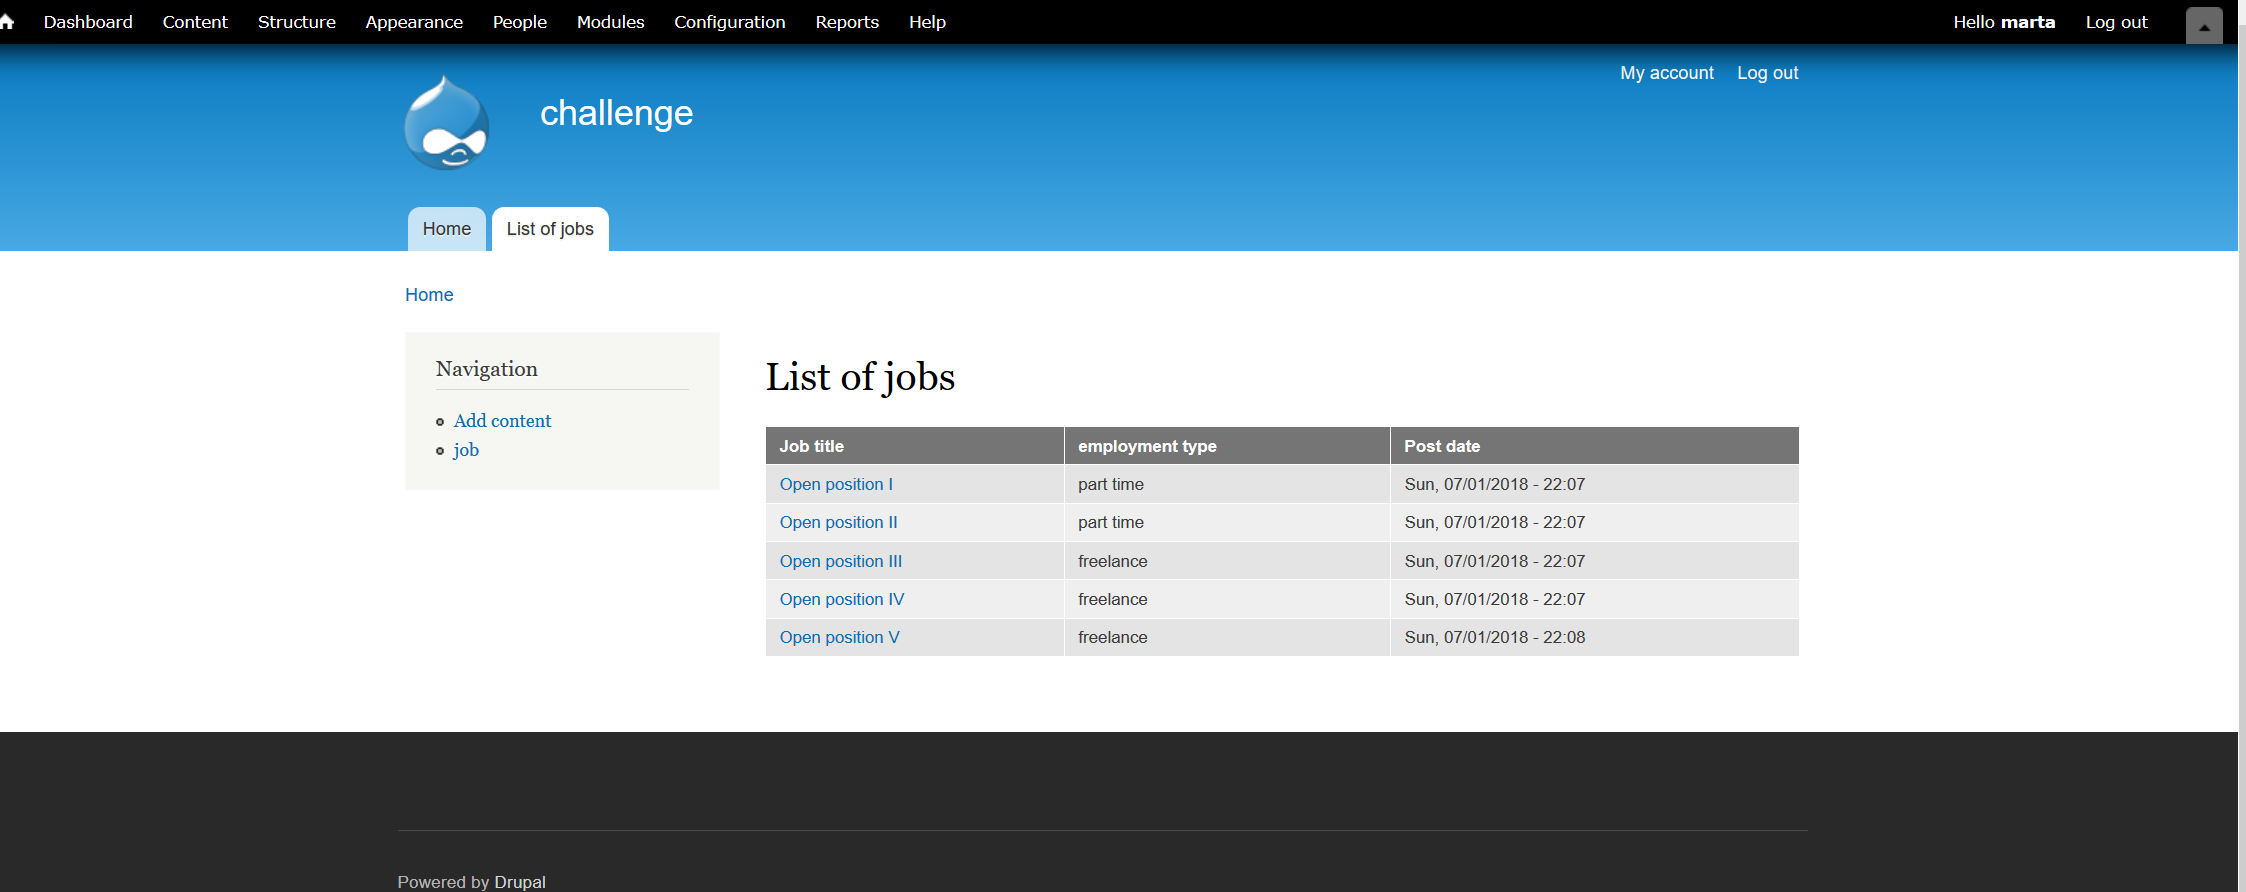 Dashboard Content Structure Appearance People Modules Configuration Reports Help Hello marta Log out
My account Log out
challenge
Home List of jobs
Home
Navigation
Add content
job
List of jobs
Job title employment type Post date
Open position I part time Sun, 07/01/2018 - 22:07
Open position II part time Sun, 07/01/2018 - 22:07
Open position III freelance Sun, 07/01/2018 - 22:07
Open position IV freelance Sun, 07/01/2018 - 22:07
Open position V freelance Sun, 07/01/2018 - 22:08
Powered by Drupal